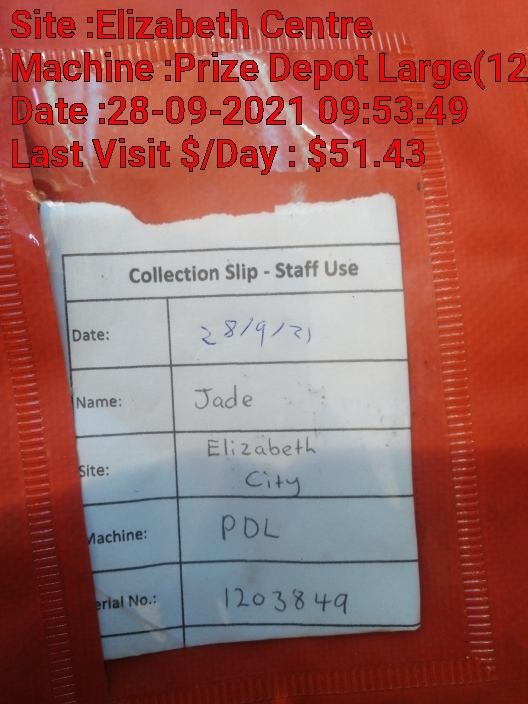 Site :Elizabeth Centre
Machine :Prize Depot Large(12
Date :28-09-2021 09:53:49
Last Visit $/Day : $51.43
Collection Slip - Staff Use
Date: 28/9/21
Name: Jade
Elizabeth
Site: City
Machine: PDL
erial No.: 1203849